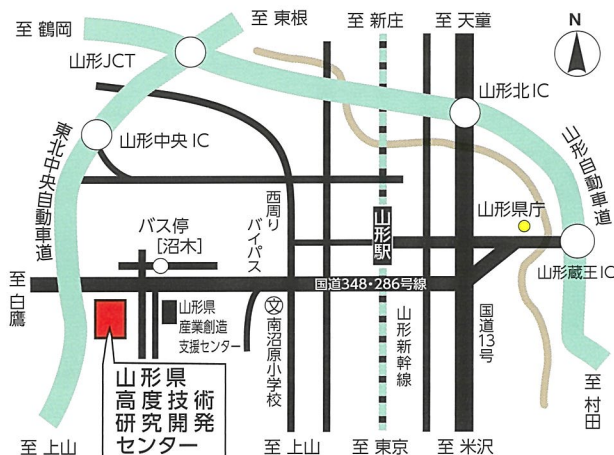 至 鶴岡
至 東根
至 新庄
至 天童
N
山形JCT
山形北IC
東北中央自動車道
山形中央IC
山形自動車道
西周り
バイパス
バス停
[沼木]
山形駅
山形県庁
山形蔵王IC
至 白鷹
国道348・286号線
山形県
産業創造
支援センター
文
南沼原小学校
山形新幹線
国道13号
至 村田
山形県
高度技術
研究開発
センター
至 上山
至 上山
至 東京
至 米沢